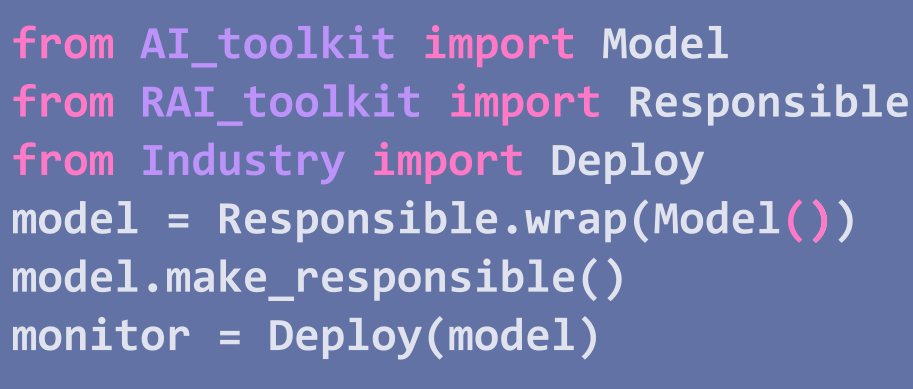 from AI_toolkit import Model
from RAI_toolkit import Responsible
from Industry import Deploy
model = Responsible.wrap(Model())
model.make_responsible()
monitor = Deploy(model)